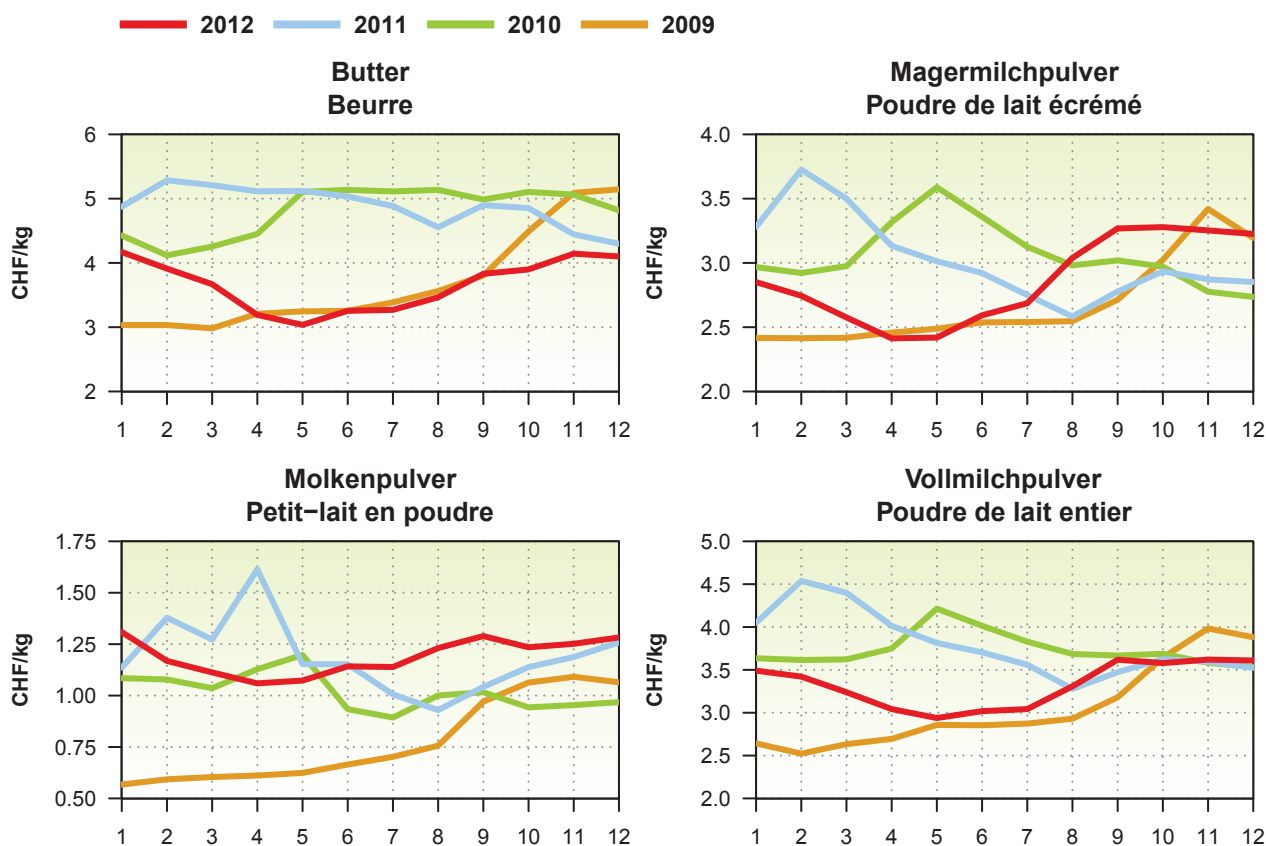 2012 2011 2010 2009
Butter
Beurre
CHF/kg
6
5
4
3
2
1 2 3 4 5 6 7 8 9 10 11 12
Magermilchpulver
Poudre de lait écrémé
CHF/kg
4.0
3.5
3.0
2.5
2.0
1 2 3 4 5 6 7 8 9 10 11 12
Molkenpulver
Petit−lait en poudre
CHF/kg
1.75
1.50
1.25
1.00
0.75
0.50
1 2 3 4 5 6 7 8 9 10 11 12
Vollmilchpulver
Poudre de lait entier
CHF/kg
5.0
4.5
4.0
3.5
3.0
2.5
2.0
1 2 3 4 5 6 7 8 9 10 11 12